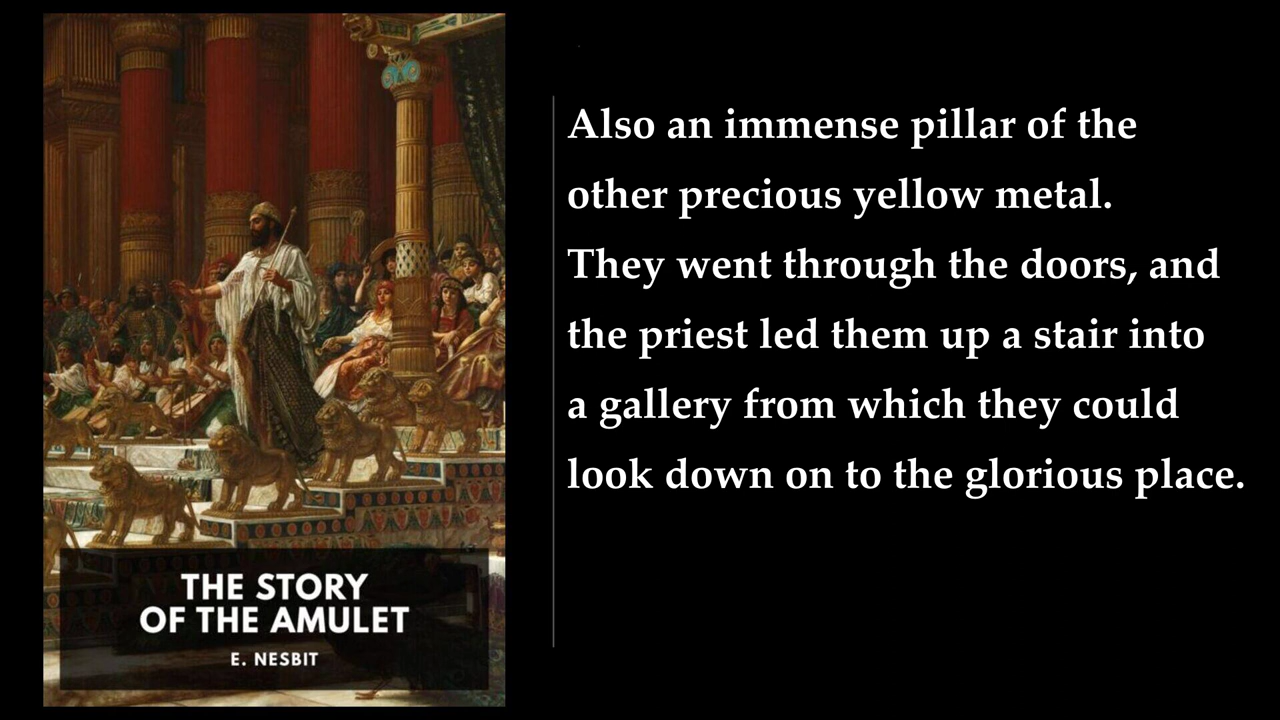 THE STORY
OF THE AMULET
E. NESBIT
Also an immense pillar of the
other precious yellow metal.
They went through the doors, and
the priest led them up a stair into
a gallery from which they could
look down on to the glorious place.